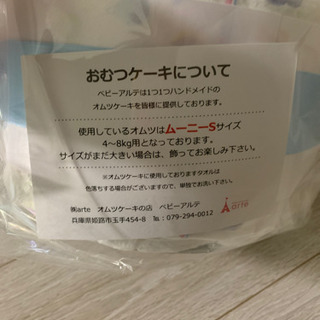 おむつケーキについて
ベビーアルテは1つ1つハンドメイドの
オムツケーキを皆様に提供しております。
使用しているオムツはムーニーSサイズ
4〜8kg用となっております。
サイズがまだ大きい場合は、飾ってお楽しみ下さい。
※オムツケーキに使用しておりますタオルは
色落ちする場合がございますので、単独でお洗い下さい。
㈱arte オムツケーキの店 ベビーアルテ
兵庫県姫路市玉手454-8 ℡079-294-0012
arte